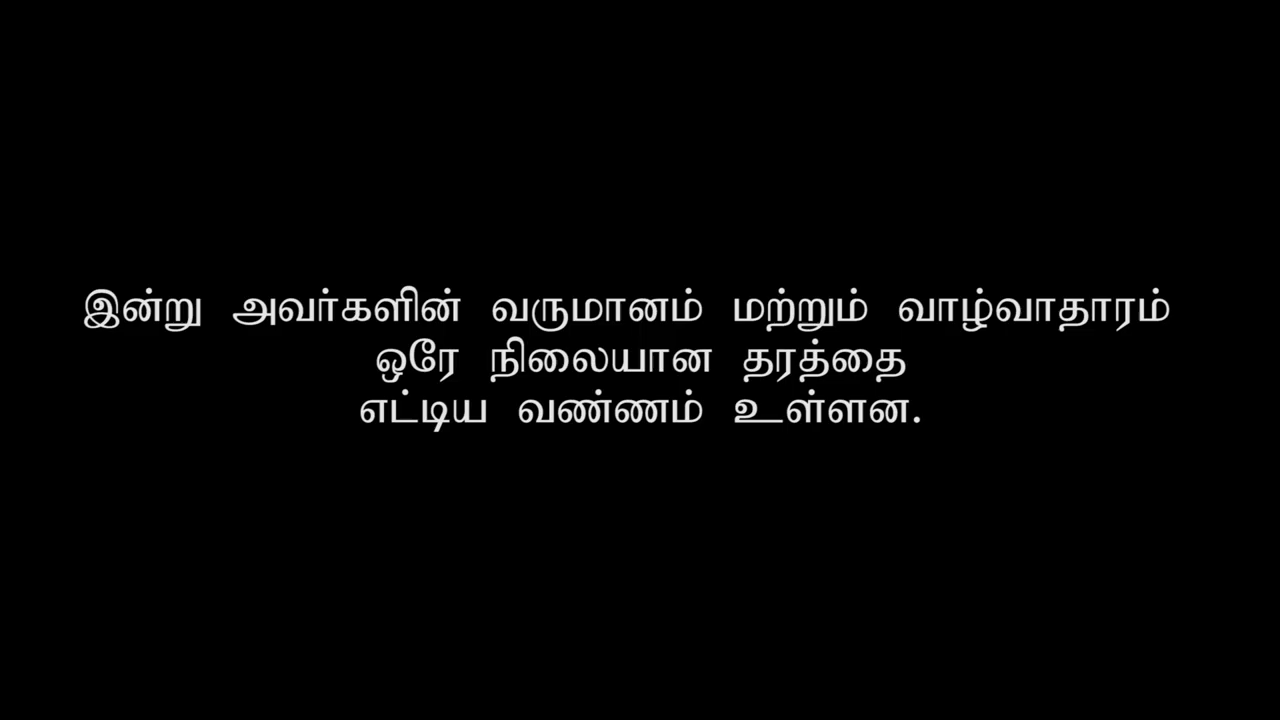 இன்று அவர்களின் வருமானம் மற்றும் வாழ்வாதாரம்
ஒரே நிலையான தரத்தை
எட்டிய வண்ணம் உள்ளன.